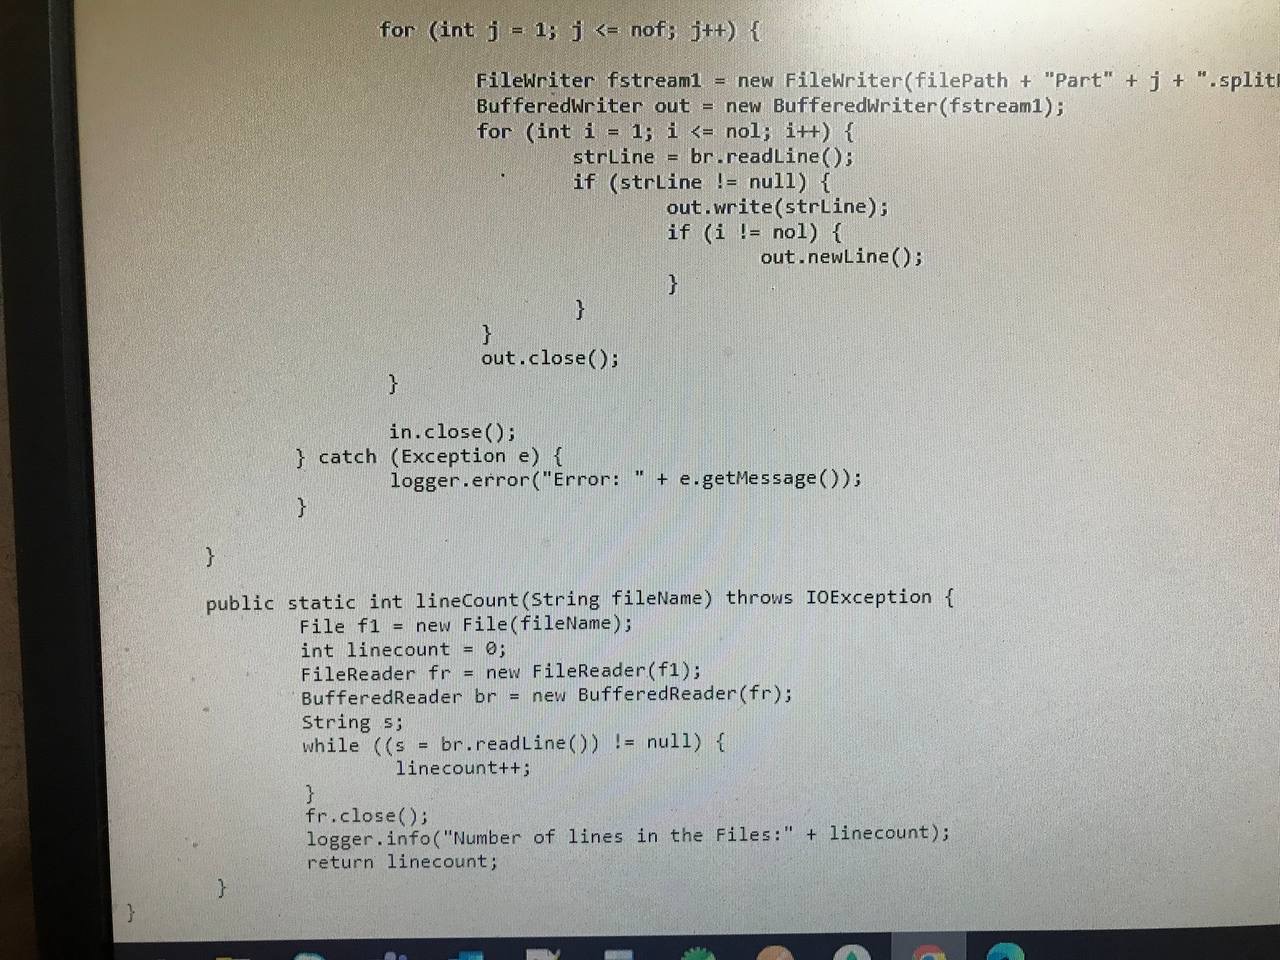 for (int j = 1; j <= nof; j++) {
FileWriter fstream1 = new FileWriter(filePath + "Part" + j + ".split
BufferedWriter out = new BufferedWriter(fstream1);
for (int i = 1; i <= nol; i++) {
strLine = br.readLine();
if (strLine != null) {
out.write(strLine);
if (i != nol) {
out.newLine();
}
}
}
out.close();
}
in.close();
} catch (Exception e) {
logger.error("Error: " + e.getMessage());
}
}
public static int lineCount(String fileName) throws IOException {
File f1 = new File(fileName);
int linecount = 0;
FileReader fr = new FileReader(f1);
BufferedReader br = new BufferedReader(fr);
String s;
while ((s = br.readLine()) != null) {
linecount++;
}
fr.close();
logger.info("Number of lines in the Files:" + linecount);
return linecount;
}
}